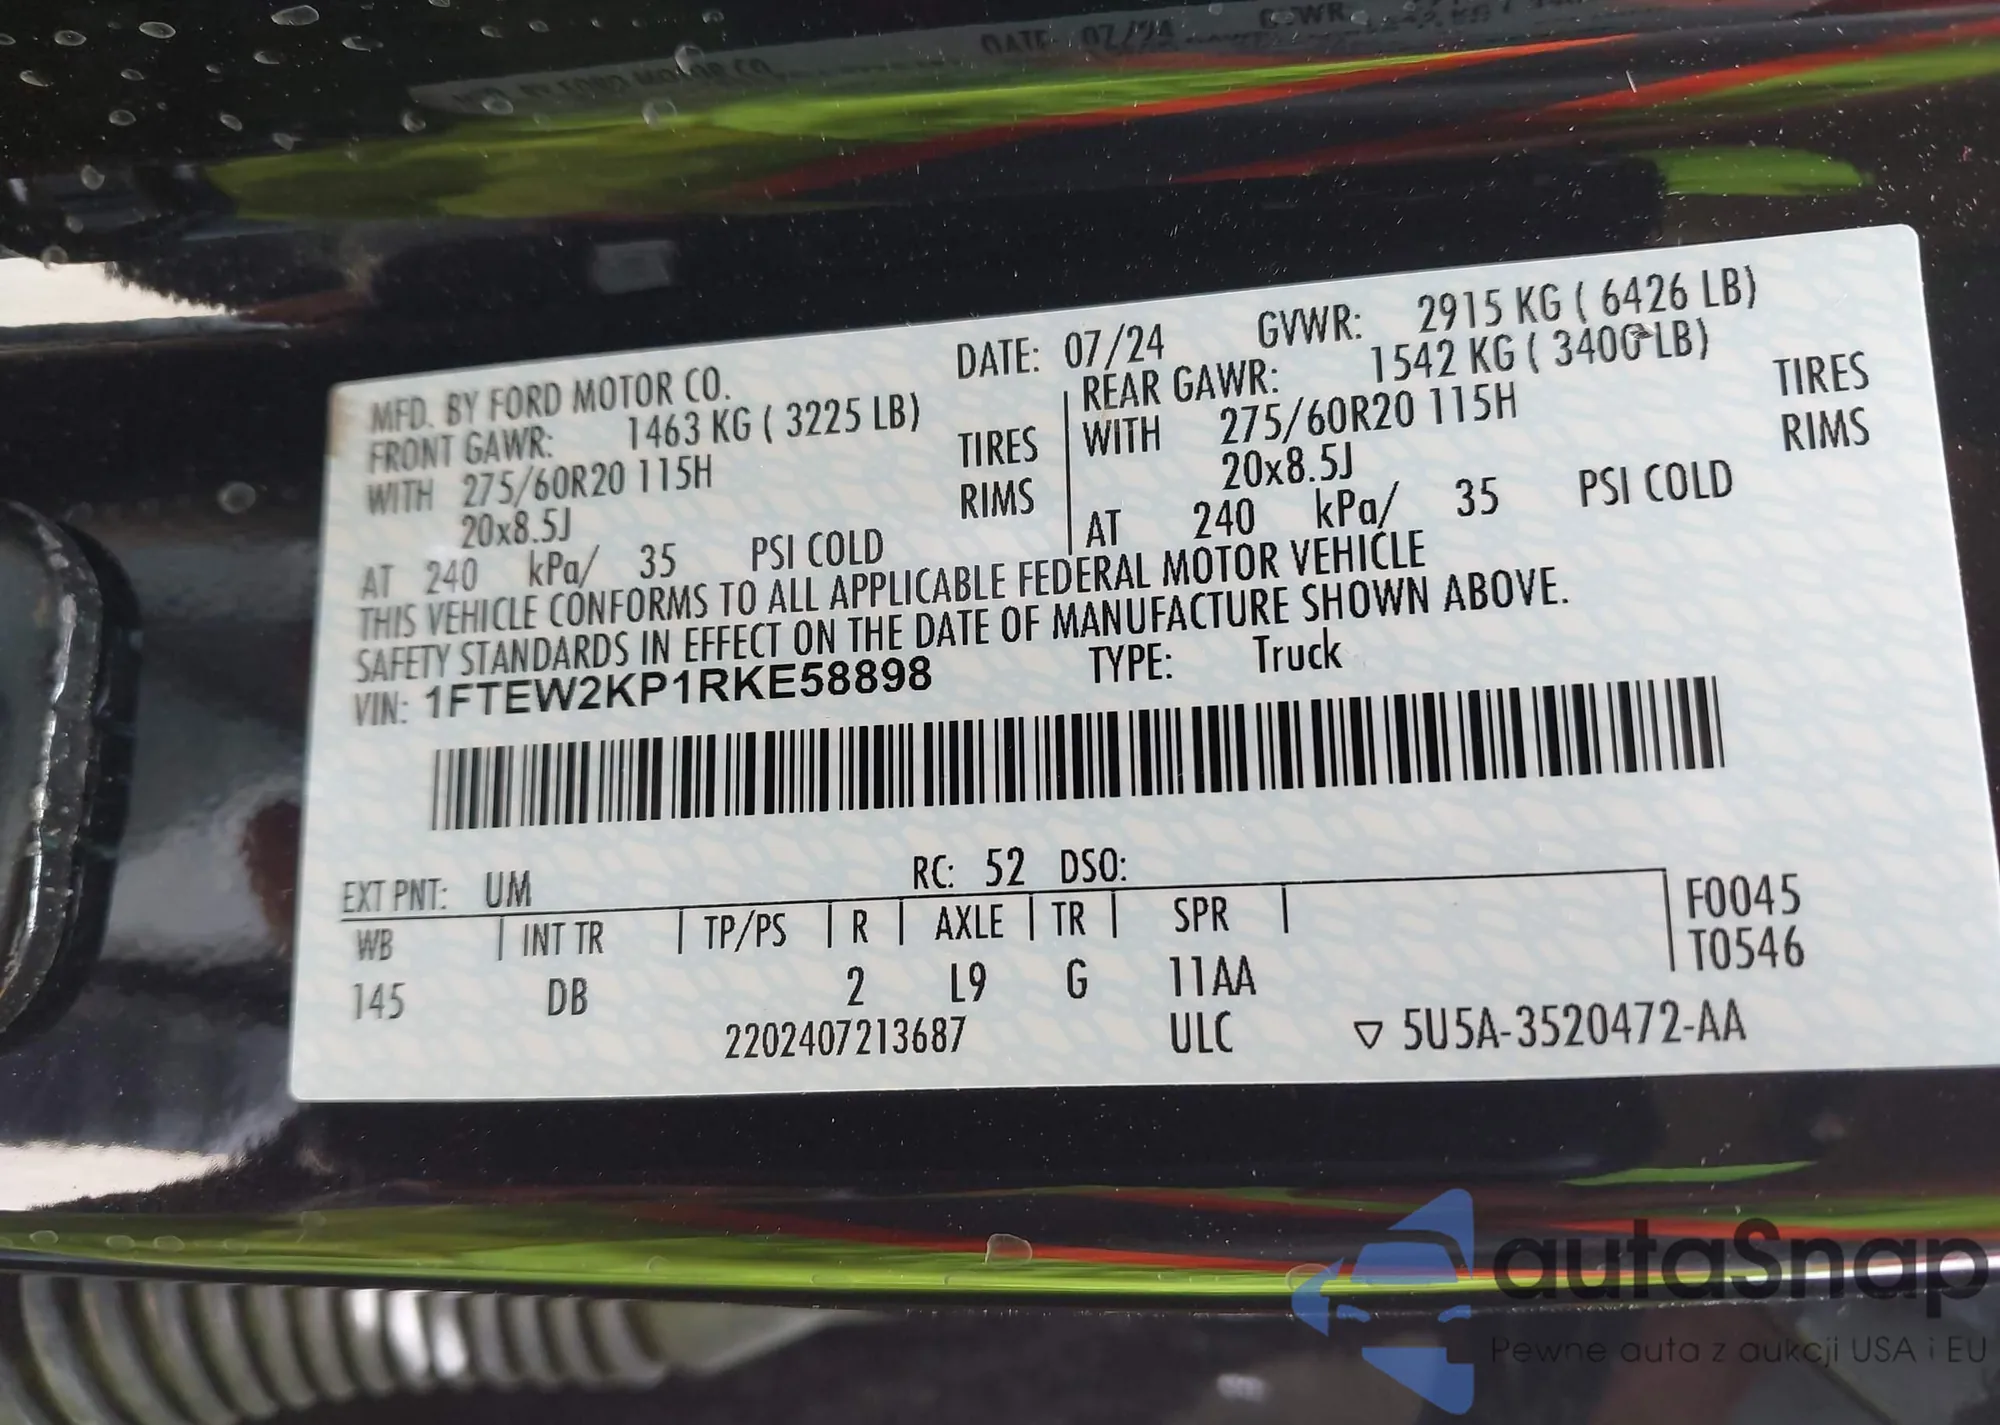 DATE: 07/24
MFD. BY FORD MOTOR CO. DATE: 07/24 GVWR: 2915 KG ( 6426 LB)
FRONT GAWR: 1463 KG ( 3225 LB) REAR GAWR: 1542 KG ( 3400 LB)
WITH 275/60R20 115H TIRES WITH 275/60R20 115H TIRES
20x8.5J RIMS 20x8.5J RIMS
AT 240 kPa/ 35 PSI COLD AT 240 kPa/ 35 PSI COLD
THIS VEHICLE CONFORMS TO ALL APPLICABLE FEDERAL MOTOR VEHICLE
SAFETY STANDARDS IN EFFECT ON THE DATE OF MANUFACTURE SHOWN ABOVE.
VIN: 1FTEW2KP1RKE58898 TYPE: Truck
EXT PNT: UM RC: 52 DSO:
WB INT TR TP/PS R AXLE TR SPR F0045
T0546
145 DB 2 L9 G 11AA
2202407213687 ULC ▽ 5U5A-3520472-AA
autaSnap
Pewne auta z aukcji USA i EU